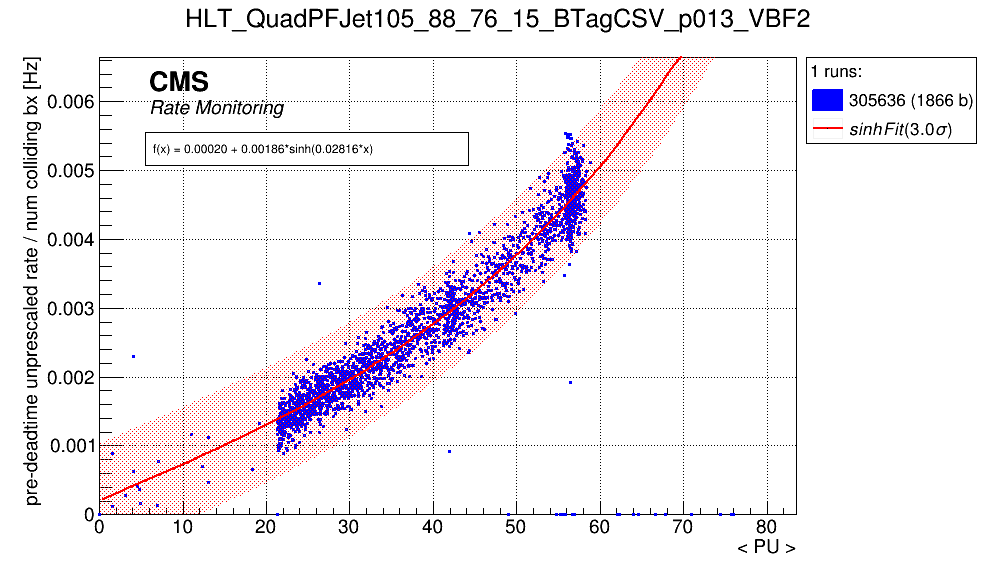 HLT_QuadPFJet105_88_76_15_BTagCSV_p013_VBF2
pre-deadtime unprescaled rate / num colliding bx [Hz]
CMS
Rate Monitoring
f(x) = 0.00020 + 0.00186*sinh(0.02816*x)
1 runs:
305636 (1866 b)
sinhFit(3.0σ)
0.006
0.005
0.004
0.003
0.002
0.001
0
0 10 20 30 40 50 60 70 80
< PU >